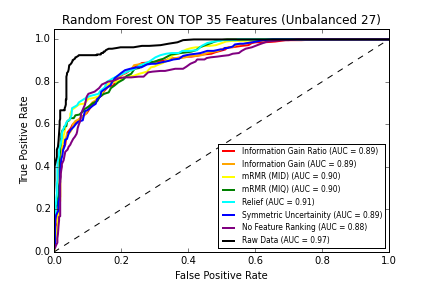 Random Forest ON TOP 35 Features (Unbalanced 27)
True Positive Rate
1.0
0.8
0.6
0.4
0.2
0.0
Information Gain Ratio (AUC = 0.89)
Information Gain (AUC = 0.89)
mRMR (MID) (AUC = 0.90)
mRMR (MIQ) (AUC = 0.90)
Relief (AUC = 0.91)
Symmetric Uncertainity (AUC = 0.89)
No Feature Ranking (AUC = 0.88)
Raw Data (AUC = 0.97)
0.0 0.2 0.4 0.6 0.8 1.0
False Positive Rate